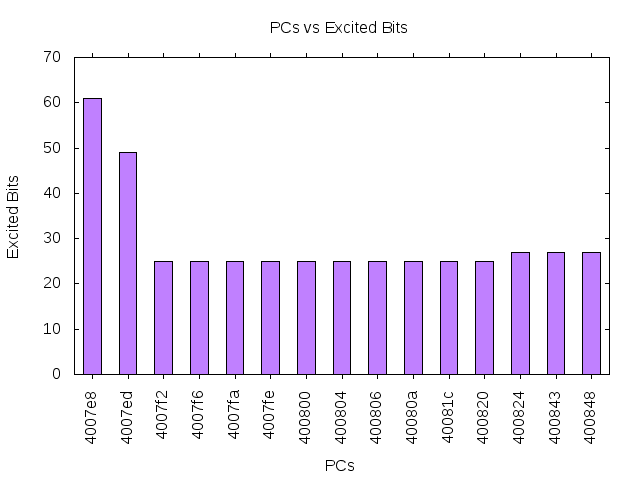 PCs vs Excited Bits
70
60
50
40
30
20
10
0
Excited Bits
4007e8
4007ed
4007f2
4007f6
4007fa
4007fe
400800
400804
400806
40080a
40081c
400820
400824
400843
400848
PCs